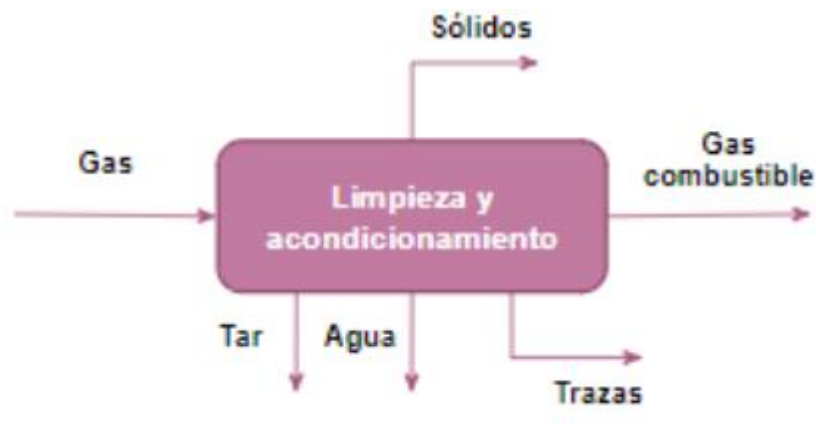 Sólidos
Gas
Gas
combustible
Limpieza y
acondicionamiento
Tar
Agua
Trazas